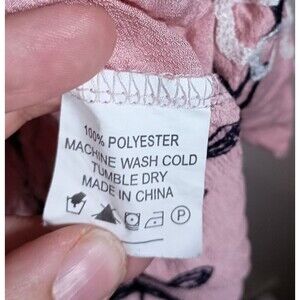 100% POLYESTER
MACHINE WASH COLD
TUMBLE DRY
MADE IN CHINA
P